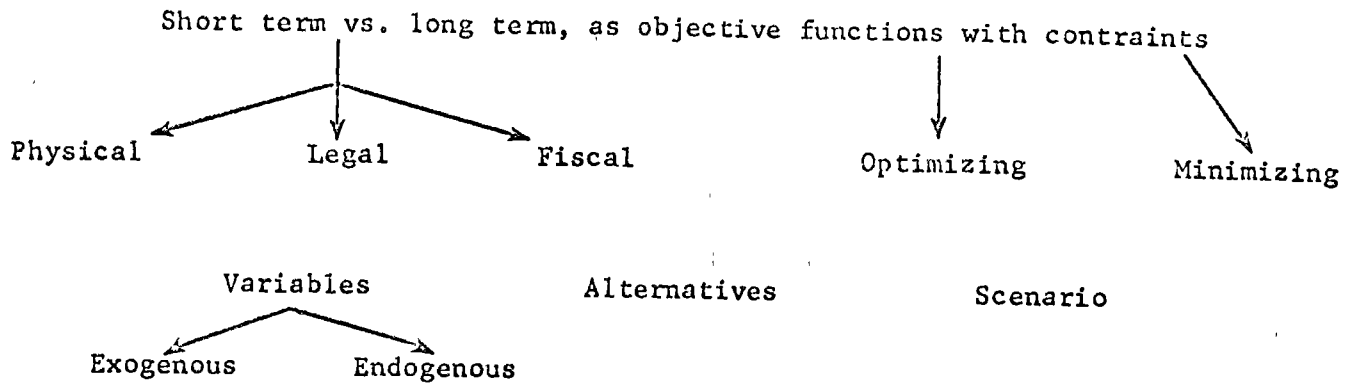 Short term vs. long term, as objective functions with contraints
Physical Legal Fiscal Optimizing Minimizing
Variables Alternatives Scenario
Exogenous Endogenous